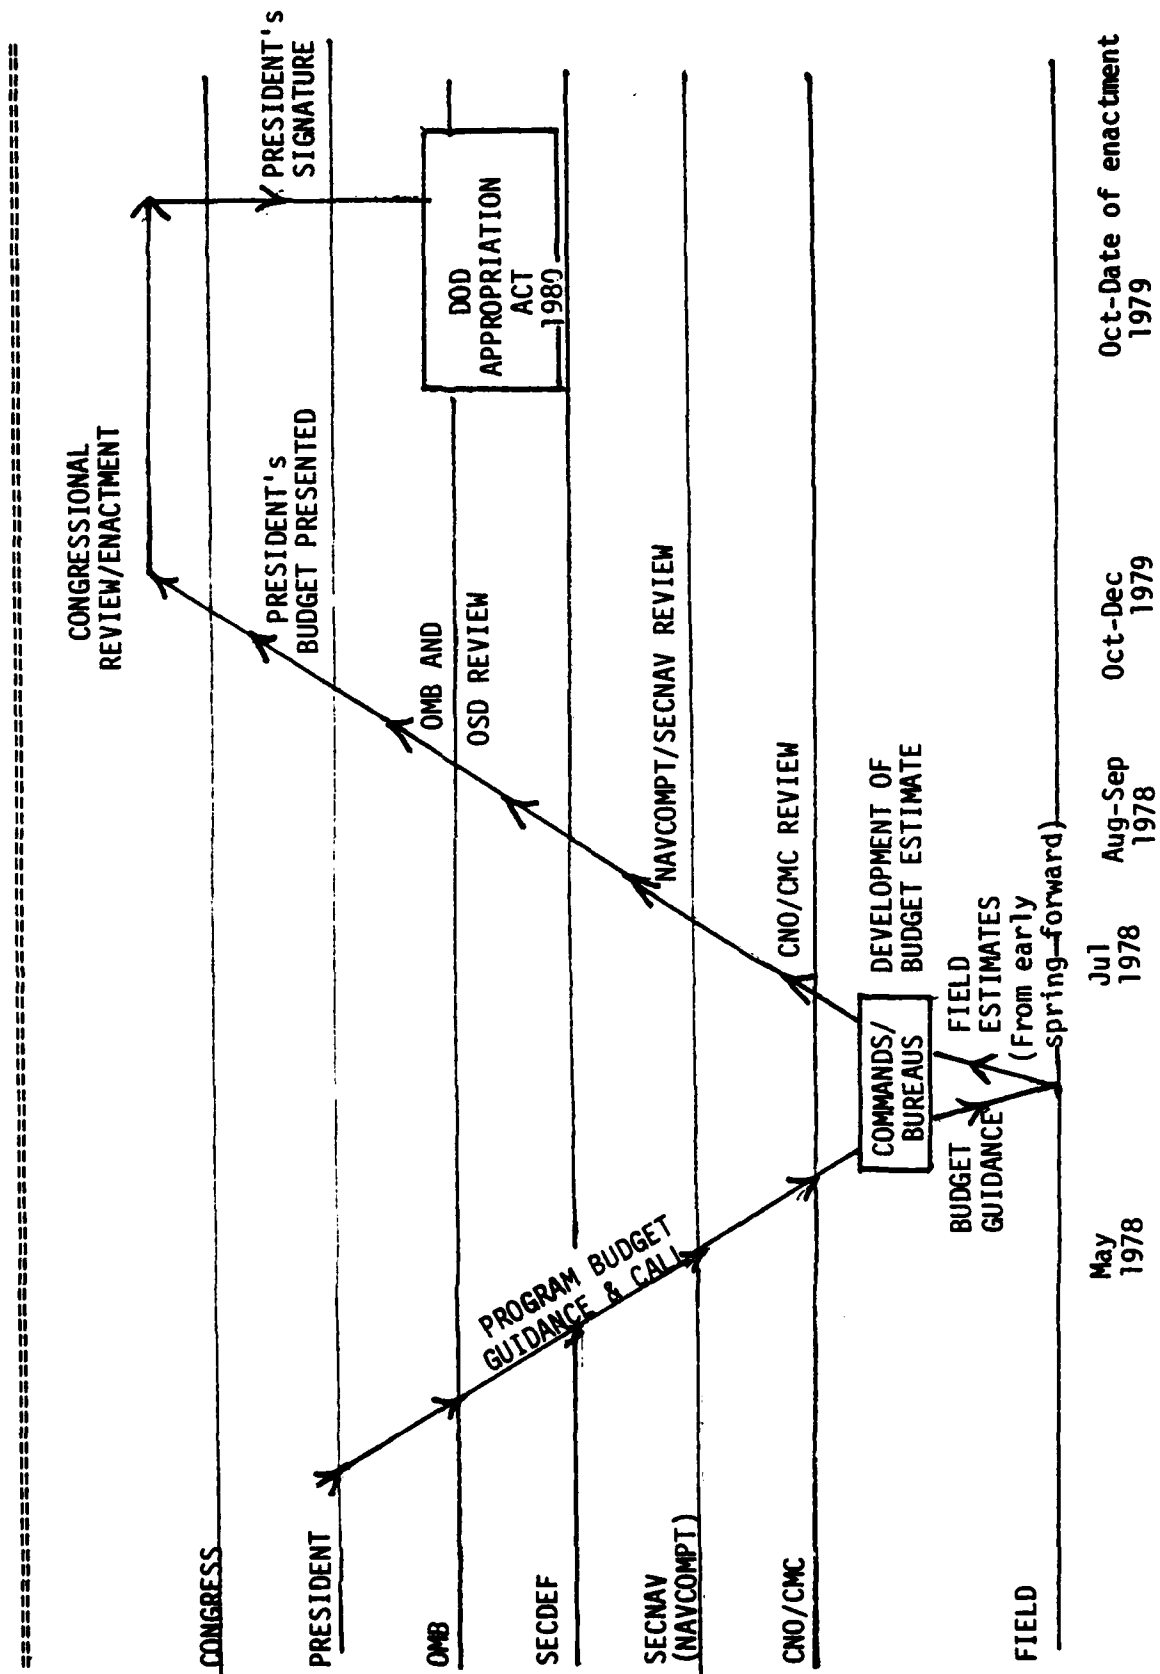 CONGRESSIONAL
REVIEW/ENACTMENT
CONGRESS
PRESIDENT's
BUDGET PRESENTED
PRESIDENT's
SIGNATURE
PRESIDENT
OMB AND
OSD REVIEW
DOD
APPROPRIATION
ACT
1980
OMB
PROGRAM BUDGET
GUIDANCE & CALL
SECDEF
NAVCOMPT/SECNAV REVIEW
SECNAV
(NAVCOMPT)
CNO/CMC REVIEW
CNO/CMC
COMMANDS/
BUREAUS
DEVELOPMENT OF
BUDGET ESTIMATE
BUDGET
GUIDANCE
FIELD
ESTIMATES
(From early
spring forward)
FIELD
May
1978
Jul
1978
Aug-Sep
1978
Oct-Dec
1979
Oct-Date of enactment
1979